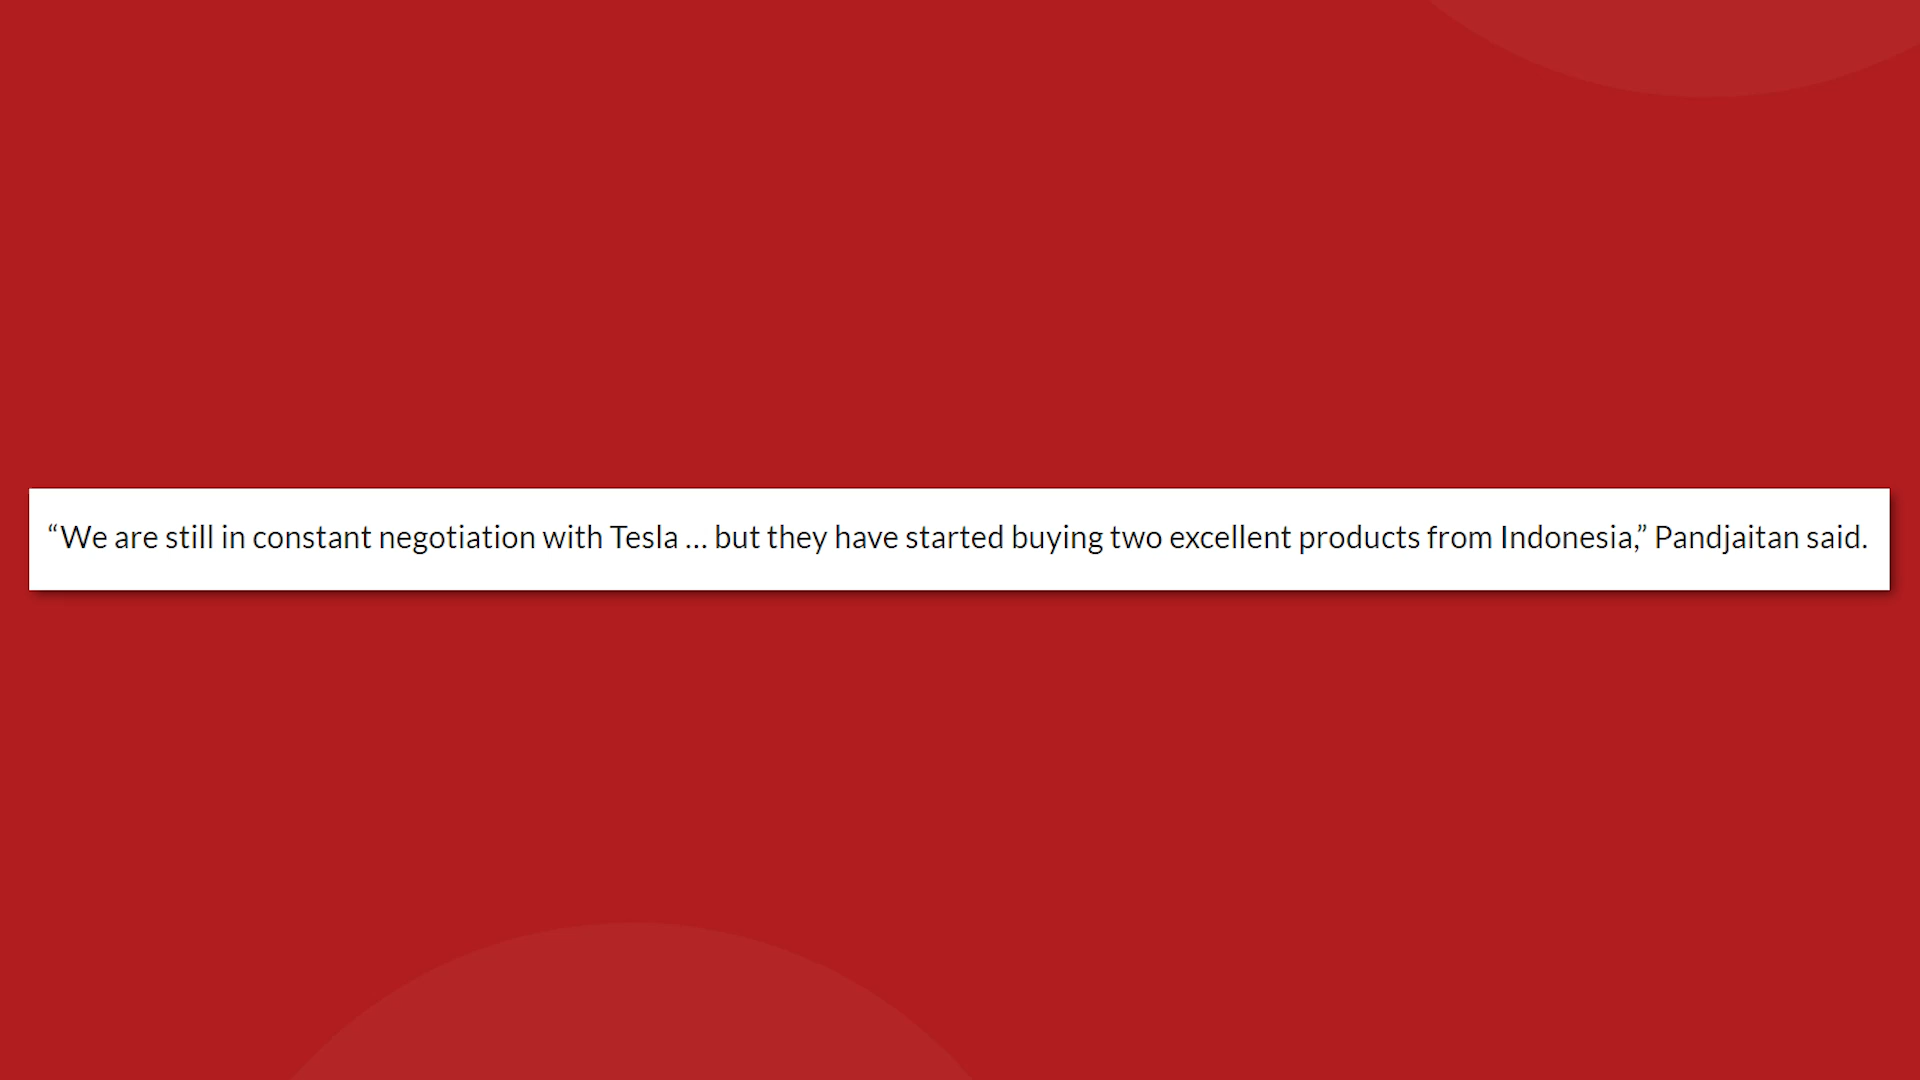 “We are still in constant negotiation with Tesla ... but they have started buying two excellent products from Indonesia,” Pandjaitan said.